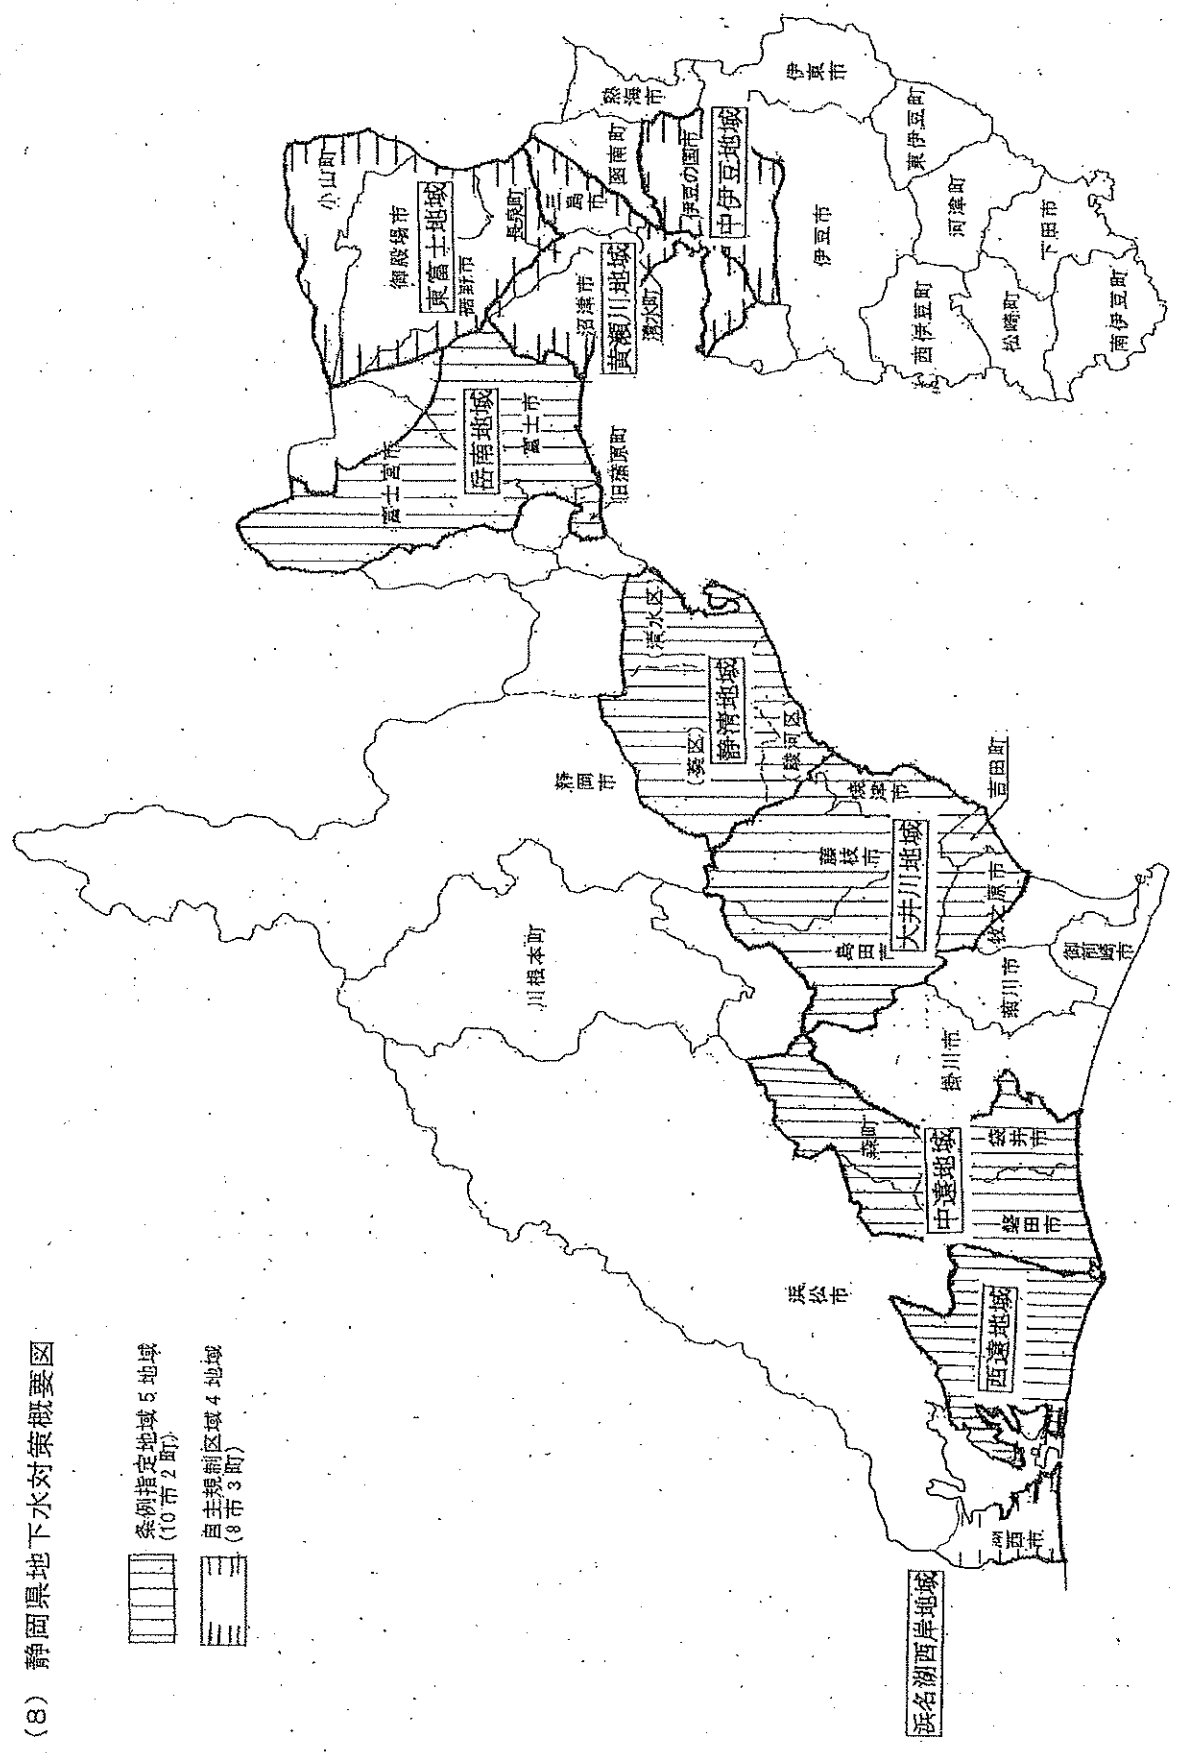 (8) 静岡県地下水対策概要図
条例指定地域5地域
(10市2町)
自主規制区域4地域
(8市3町)
小山町
御殿場市
東富士地域
裾野市
長泉町
三島市
函南町
熱海市
伊豆の国市
中伊豆地域
伊東市
東伊豆町
沼津市
黄瀬川地域
清水町
伊豆市
河津町
下田市
西伊豆町
松崎町
南伊豆町
岳南地域
富士市
富士宮市
旧蒲原町
(清水区)
静清地域
(葵区)
(駿河区)
静岡市
焼津市
吉田町
藤枝市
大井川地域
島田市
牧之原市
川根本町
御前崎市
菊川市
掛川市
森町
中遠地域
袋井市
磐田市
浜松市
西遠地域
湖西市
浜名湖西岸地域